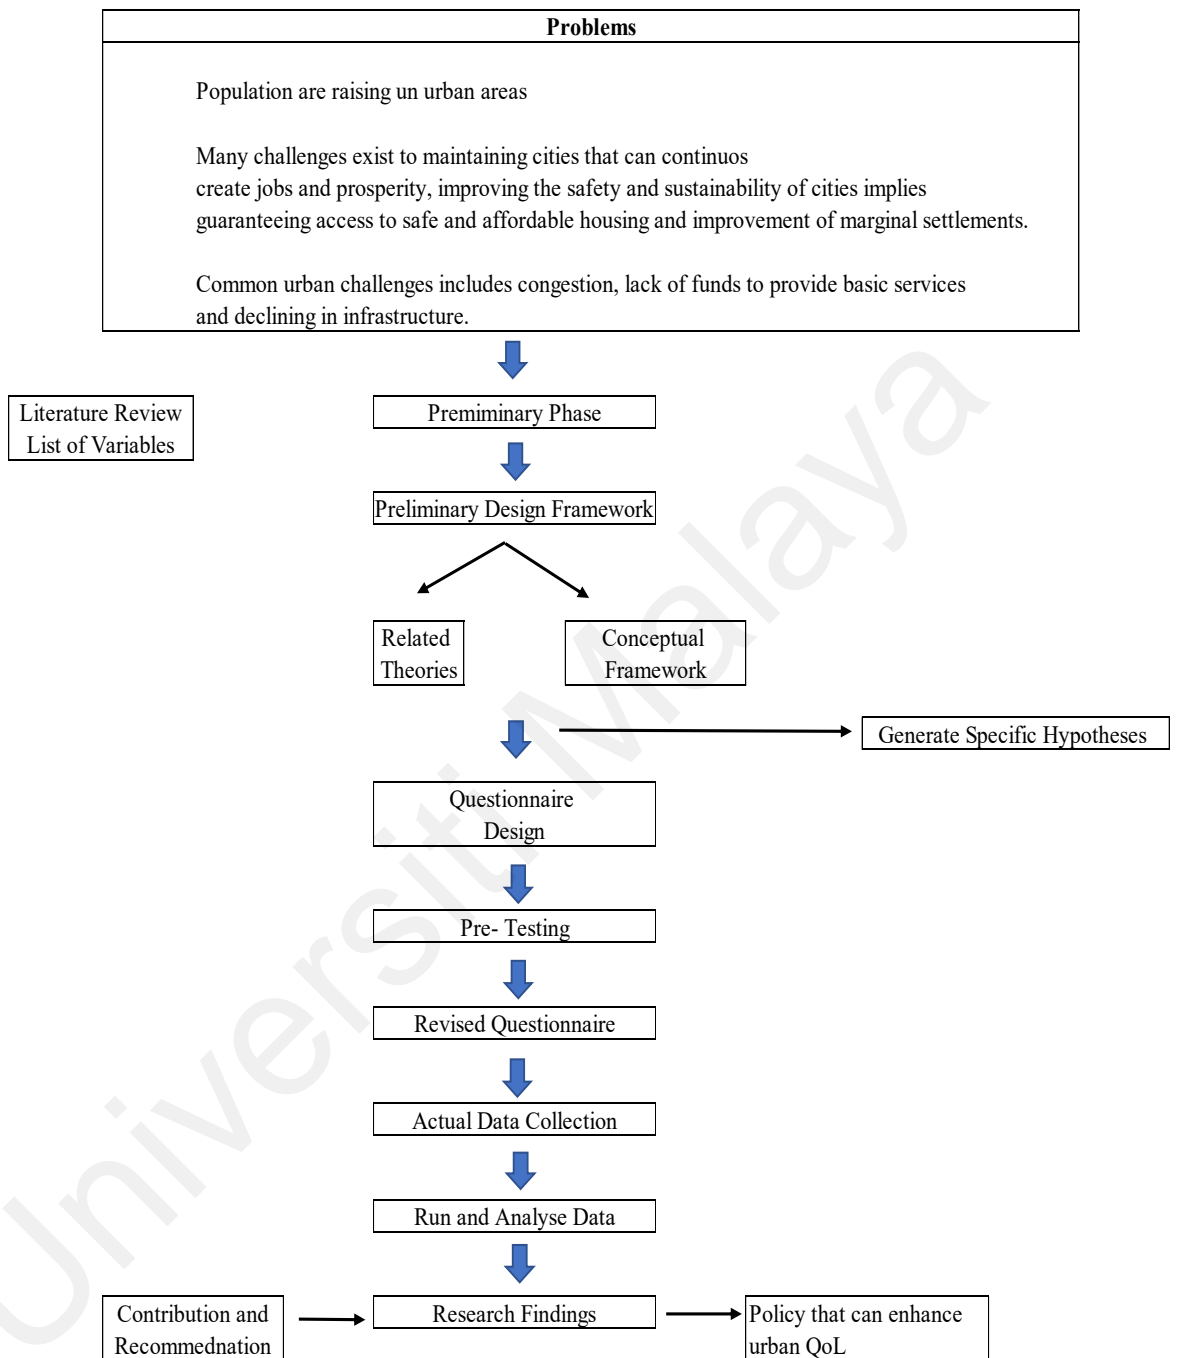 Problems
Population are raising un urban areas
Many challenges exist to maintaining cities that can continuos
create jobs and prosperity, improving the safety and sustainability of cities implies
guaranteeing access to safe and affordable housing and improvement of marginal settlements.
Common urban challenges includes congestion, lack of funds to provide basic services
and declining in infrastructure.
Literature Review
List of Variables
Premiminary Phase
Preliminary Design Framework
Related
Theories
Conceptual
Framework
Generate Specific Hypotheses
Questionnaire
Design
Pre- Testing
Revised Questionnaire
Actual Data Collection
Run and Analyse Data
Contribution and
Recommednation
Research Findings
Policy that can enhance
urban QoL
Universiti Malaya